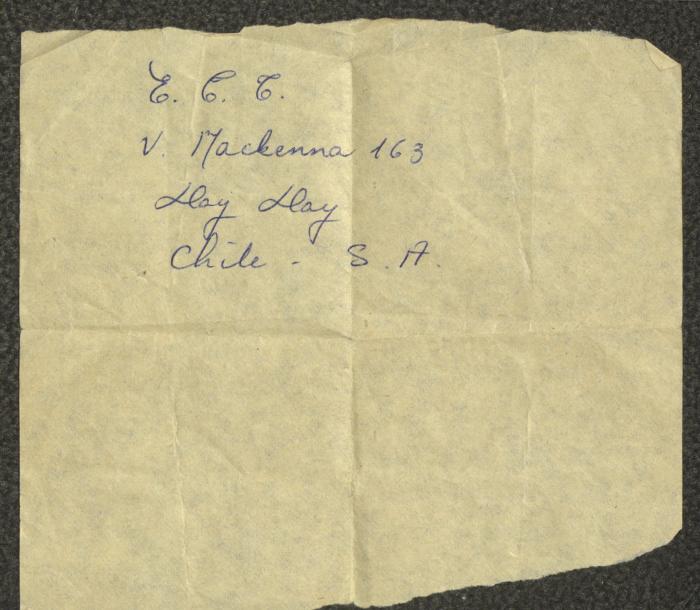 E. C. T.
V. Mackenna 163
Llay Llay
Chile - S. A.